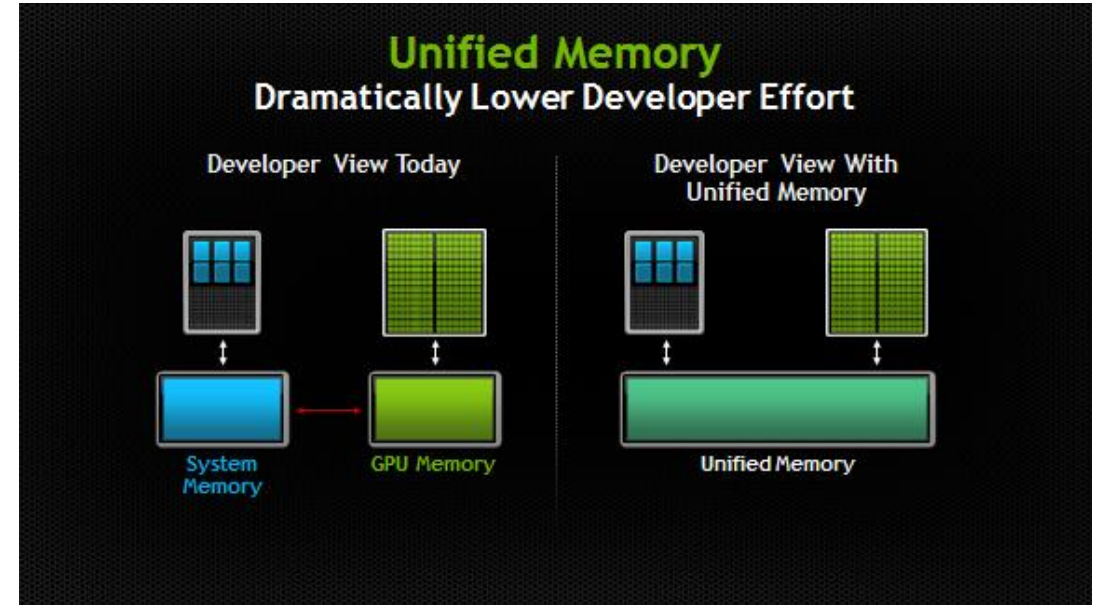 Unified Memory
Dramatically Lower Developer Effort
Developer View Today
System
Memory
GPU Memory
Developer View With
Unified Memory
Unified Memory